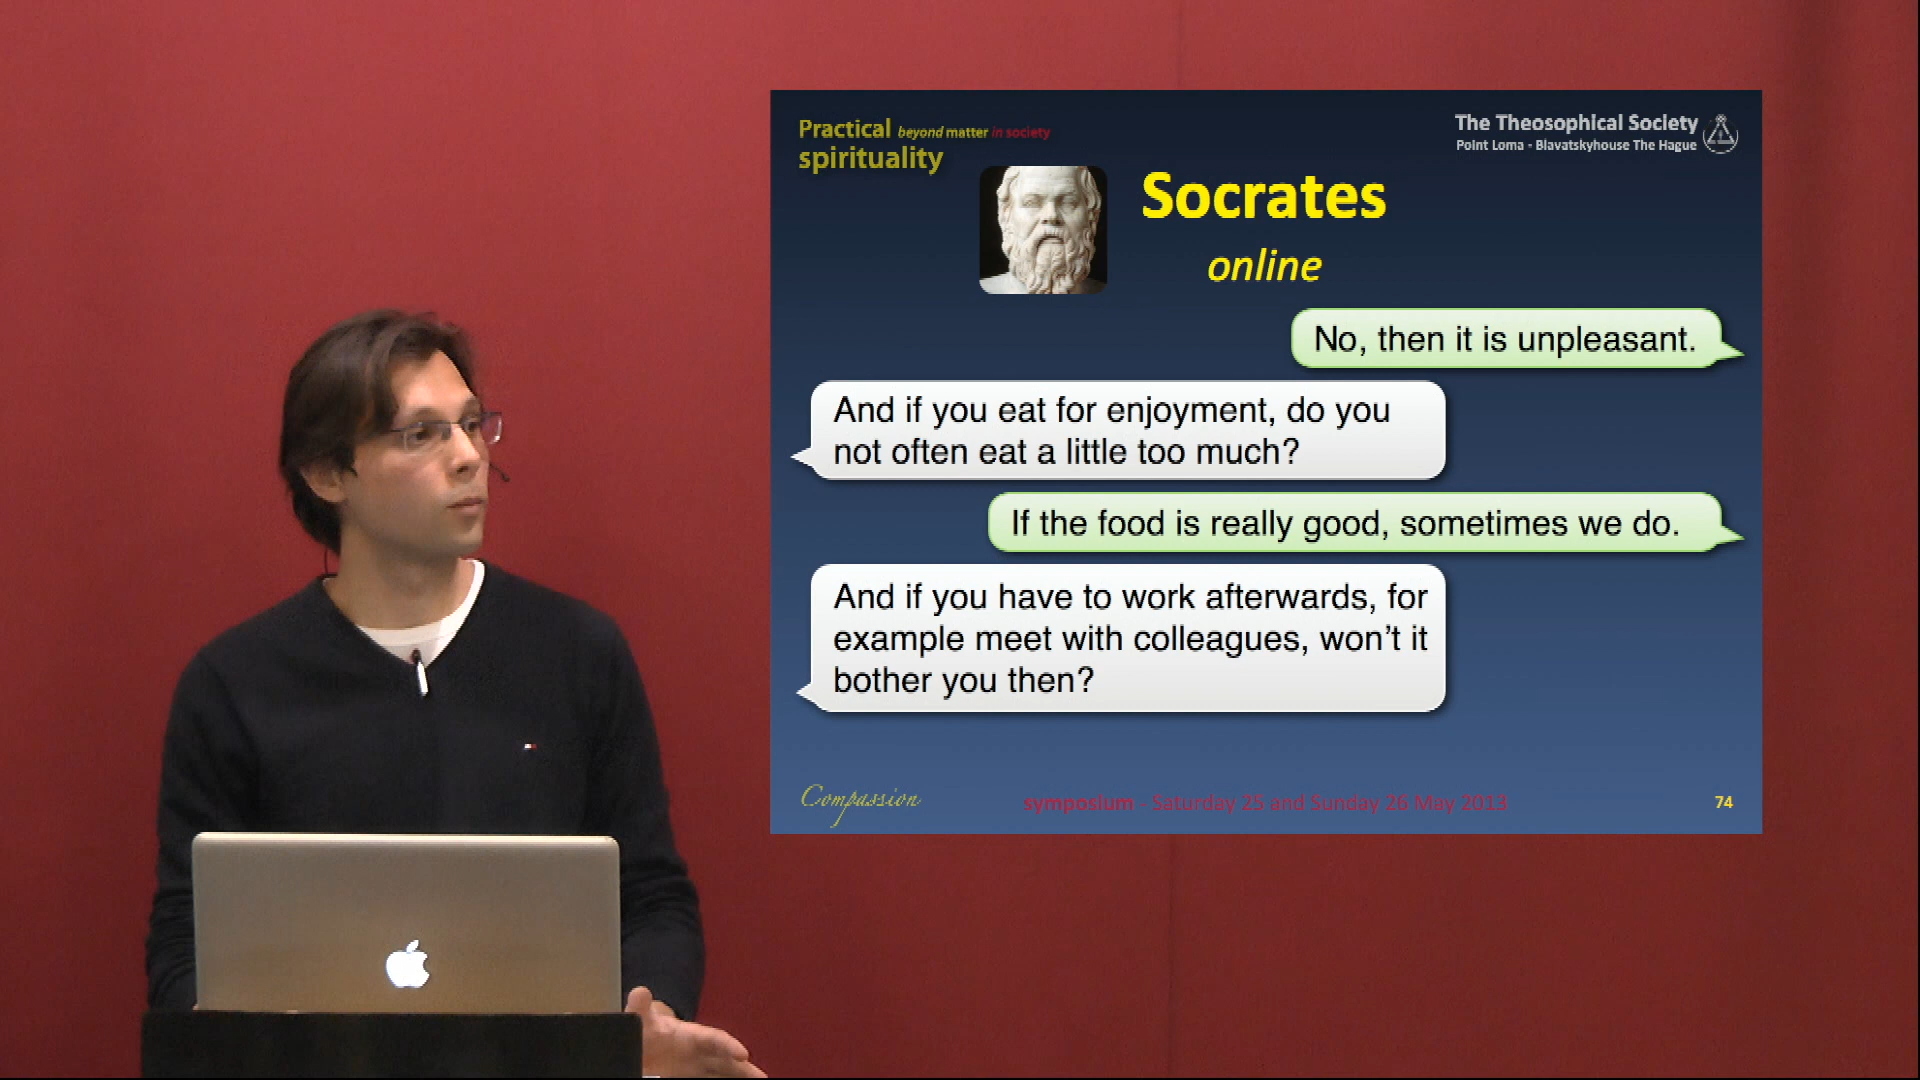 Practical beyond matter in society
spirituality
The Theosophical Society
Point Loma - Blavatskyhouse The Hague
Socrates
online
No, then it is unpleasant.
And if you eat for enjoyment, do you
not often eat a little too much?
If the food is really good, sometimes we do.
And if you have to work afterwards, for
example meet with colleagues, won't it
bother you then?
Compassion
symposium - Saturday 25 and Sunday 26 May 2013
74